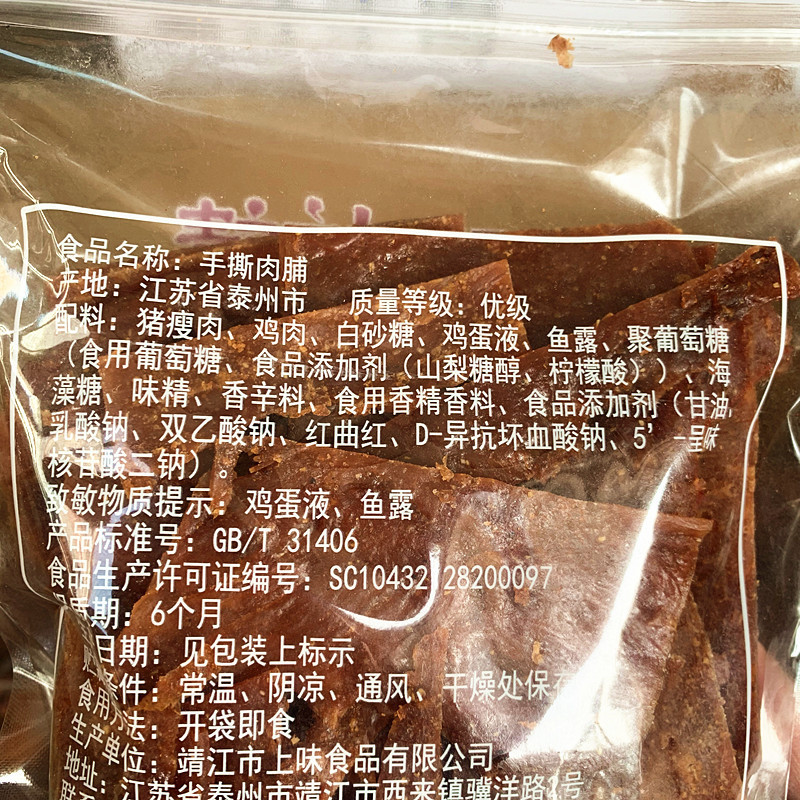 食品名称：手撕肉脯
产地：江苏省泰州市 质量等级：优级
配料：猪瘦肉、鸡肉、白砂糖、鸡蛋液、鱼露、聚葡萄糖
（食用葡萄糖、食品添加剂（山梨糖醇、柠檬酸））、海
藻糖、味精、香辛料、食用香精香料、食品添加剂（甘油、
乳酸钠、双乙酸钠、红曲红、D-异抗坏血酸钠、5’-呈味
核苷酸二钠）。
致敏物质提示：鸡蛋液、鱼露
产品标准号：GB/T 31406
食品生产许可证编号：SC10432128200097
质期：6个月
日期：见包装上标示
条件：常温、阴凉、通风、干燥处保存
食用方法：开袋即食
生产单位：靖江市上味食品有限公司
地址：江苏省泰州市靖江市西来镇骥洋路2号